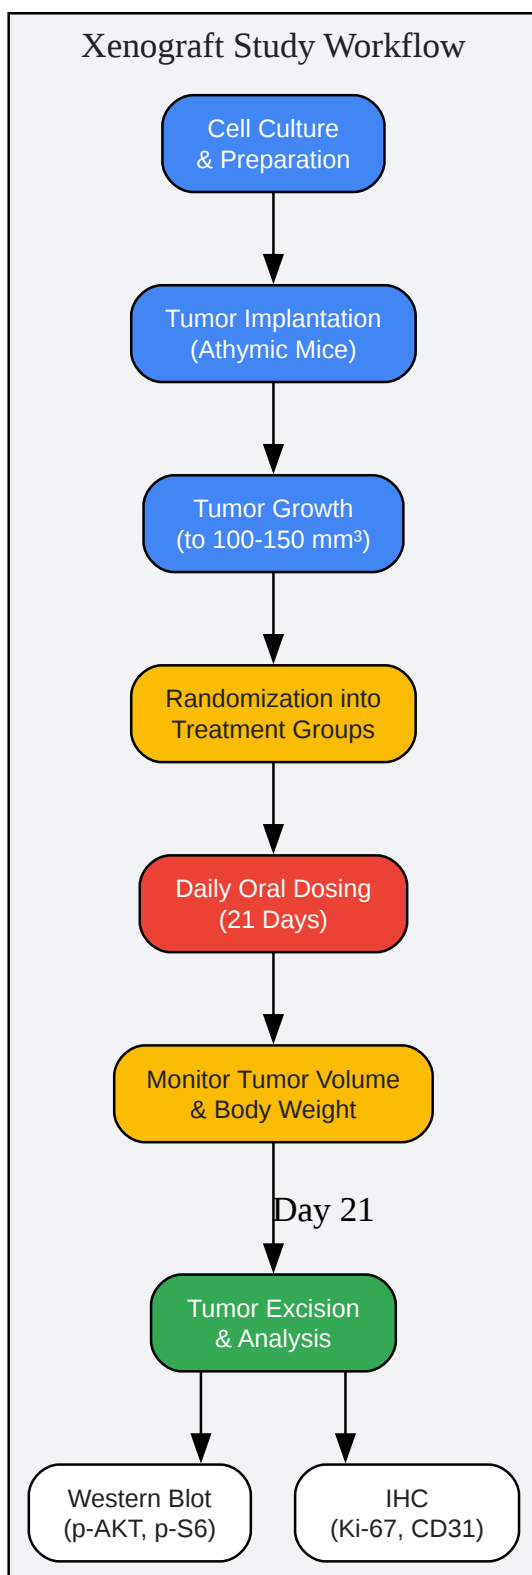 Xenograft Study Workflow
Cell Culture
& Preparation
Tumor Implantation
(Athymic Mice)
Tumor Growth
(to 100-150 mm³)
Randomization into
Treatment Groups
Daily Oral Dosing
(21 Days)
Monitor Tumor Volume
& Body Weight
Day 21
Tumor Excision
& Analysis
Western Blot
(p-AKT, p-S6)
IHC
(Ki-67, CD31)